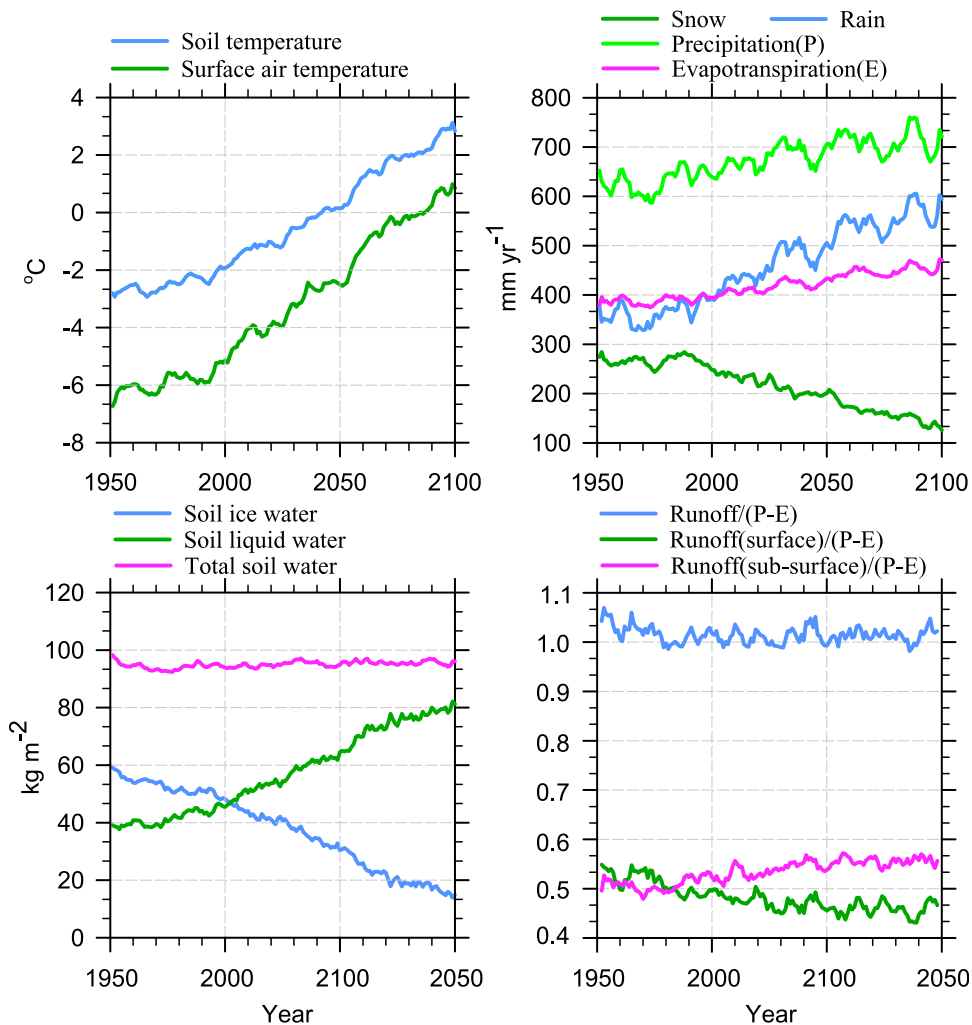 Soil temperature
Surface air temperature
4
2
0
-2
-4
-6
-8
°C
1950 2000 2050 2100
Snow Rain
Precipitation(P)
Evapotranspiration(E)
800
700
600
500
400
300
200
100
mm yr-1
1950 2000 2050 2100
Soil ice water
Soil liquid water
Total soil water
120
100
80
60
40
20
0
kg m-2
1950 2000 2100 2050
Year
Runoff/(P-E)
Runoff(surface)/(P-E)
Runoff(sub-surface)/(P-E)
1.1
1.0
0.9
0.8
0.7
0.6
0.5
0.4
1950 2000 2100 2050
Year